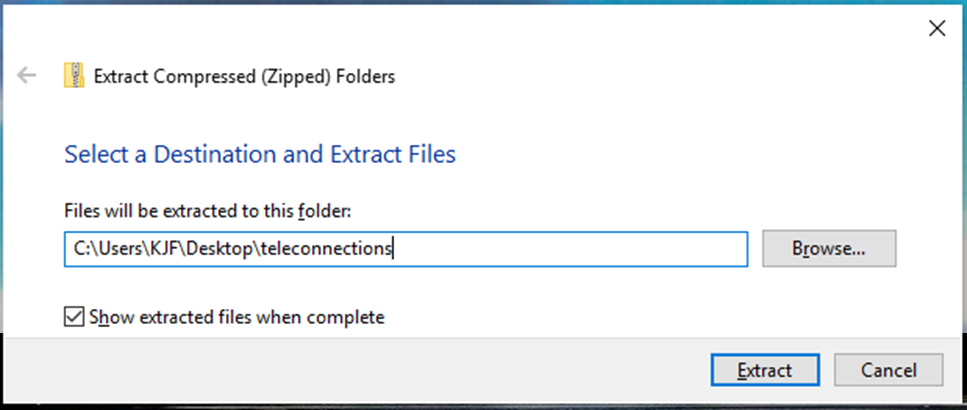 Extract Compressed (Zipped) Folders
Select a Destination and Extract Files
Files will be extracted to this folder:
C:\Users\KJF\Desktop\teleconnections
Browse...
Show extracted files when complete
Extract
Cancel